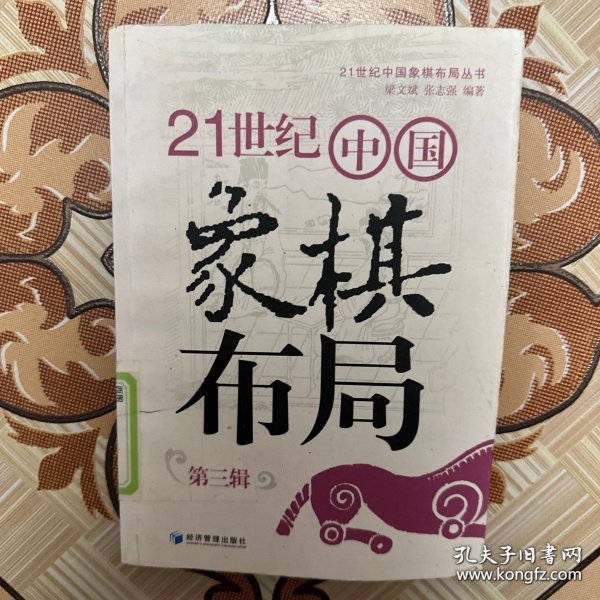 21世纪中国象棋布局丛书
梁文斌 张志强 编著
21世纪中国
象棋
布局
第三辑
经济管理出版社
孔夫子旧书网
www.kongfz.com